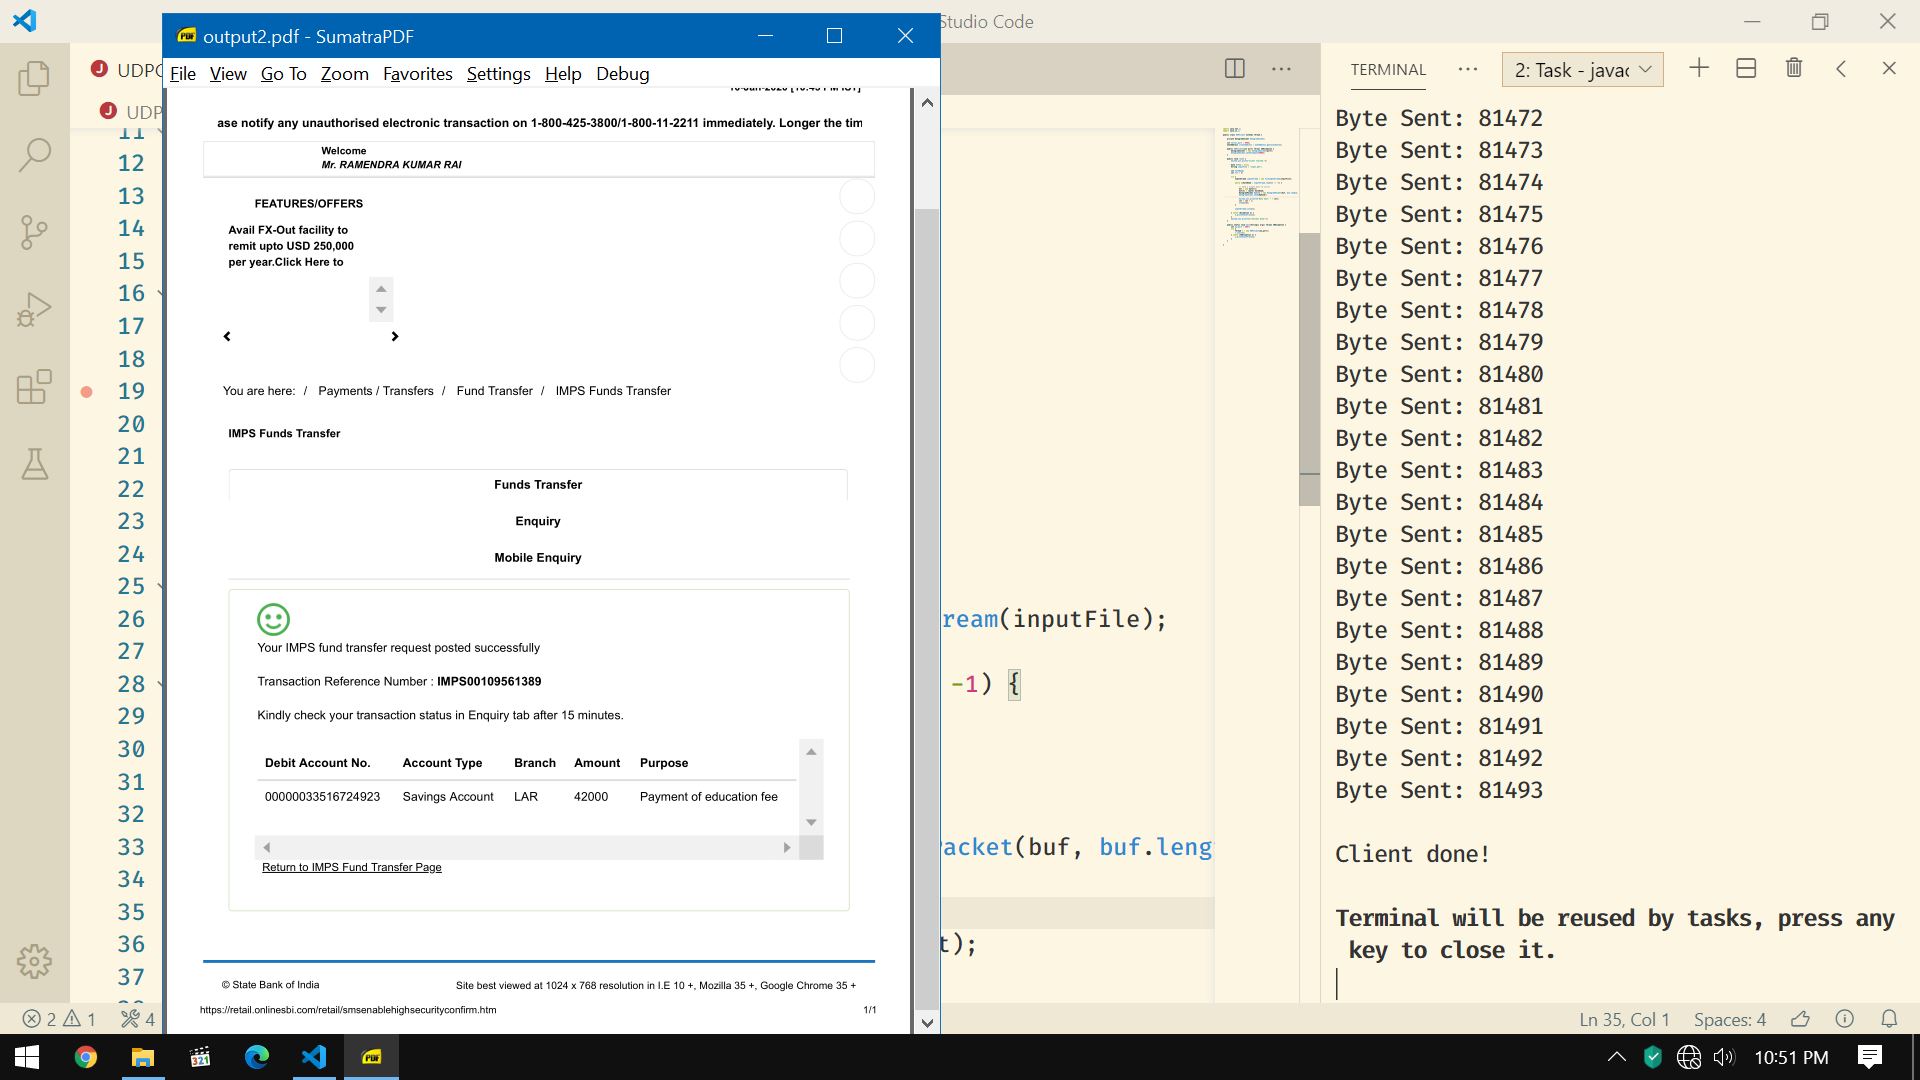 Studio Code
output2.pdf - SumatraPDF
File View Go To Zoom Favorites Settings Help Debug
ase notify any unauthorised electronic transaction on 1-800-425-3800/1-800-11-2211 immediately. Longer the tim
Welcome
Mr. RAMENDRA KUMAR RAI
FEATURES/OFFERS
Avail FX-Out facility to
remit upto USD 250,000
per year.Click Here to
You are here: / Payments / Transfers / Fund Transfer / IMPS Funds Transfer
IMPS Funds Transfer
Funds Transfer
Enquiry
Mobile Enquiry
Your IMPS fund transfer request posted successfully
Transaction Reference Number : IMPS00109561389
Kindly check your transaction status in Enquiry tab after 15 minutes.
Debit Account No. Account Type Branch Amount Purpose
00000033516724923 Savings Account LAR 42000 Payment of education fee
Return to IMPS Fund Transfer Page
© State Bank of India Site best viewed at 1024 x 768 resolution in I.E 10 +, Mozilla 35 +, Google Chrome 35 +
https://retail.onlinesbi.com/retail/smsenablehighsecurityconfirm.htm 1/1
J UDP
J UDP
11
12
13
14
15
16
17
18
19
20
21
22
23
24
25
26
27
28
29
30
31
32
33
34
35
36
37
ream(inputFile);
-1) {
acket(buf, buf.leng
t);
TERMINAL 2: Task - javac
Byte Sent: 81472
Byte Sent: 81473
Byte Sent: 81474
Byte Sent: 81475
Byte Sent: 81476
Byte Sent: 81477
Byte Sent: 81478
Byte Sent: 81479
Byte Sent: 81480
Byte Sent: 81481
Byte Sent: 81482
Byte Sent: 81483
Byte Sent: 81484
Byte Sent: 81485
Byte Sent: 81486
Byte Sent: 81487
Byte Sent: 81488
Byte Sent: 81489
Byte Sent: 81490
Byte Sent: 81491
Byte Sent: 81492
Byte Sent: 81493
Client done!
Terminal will be reused by tasks, press any
key to close it.
2 1 4
Ln 35, Col 1 Spaces: 4
321
PDF
10:51 PM